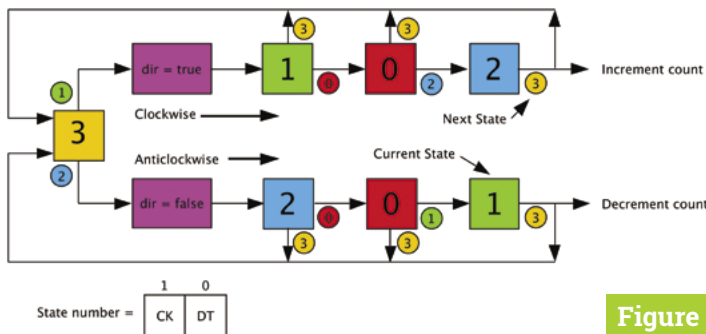 3
3
dir = true
1
0
2
Increment count
1
0
2
3
Clockwise
Next State
3
Anticlockwise
Current State
2
dir = false
2
0
1
Decrement count
0
1
3
3
3
1 0
State number = CK DT
Figure